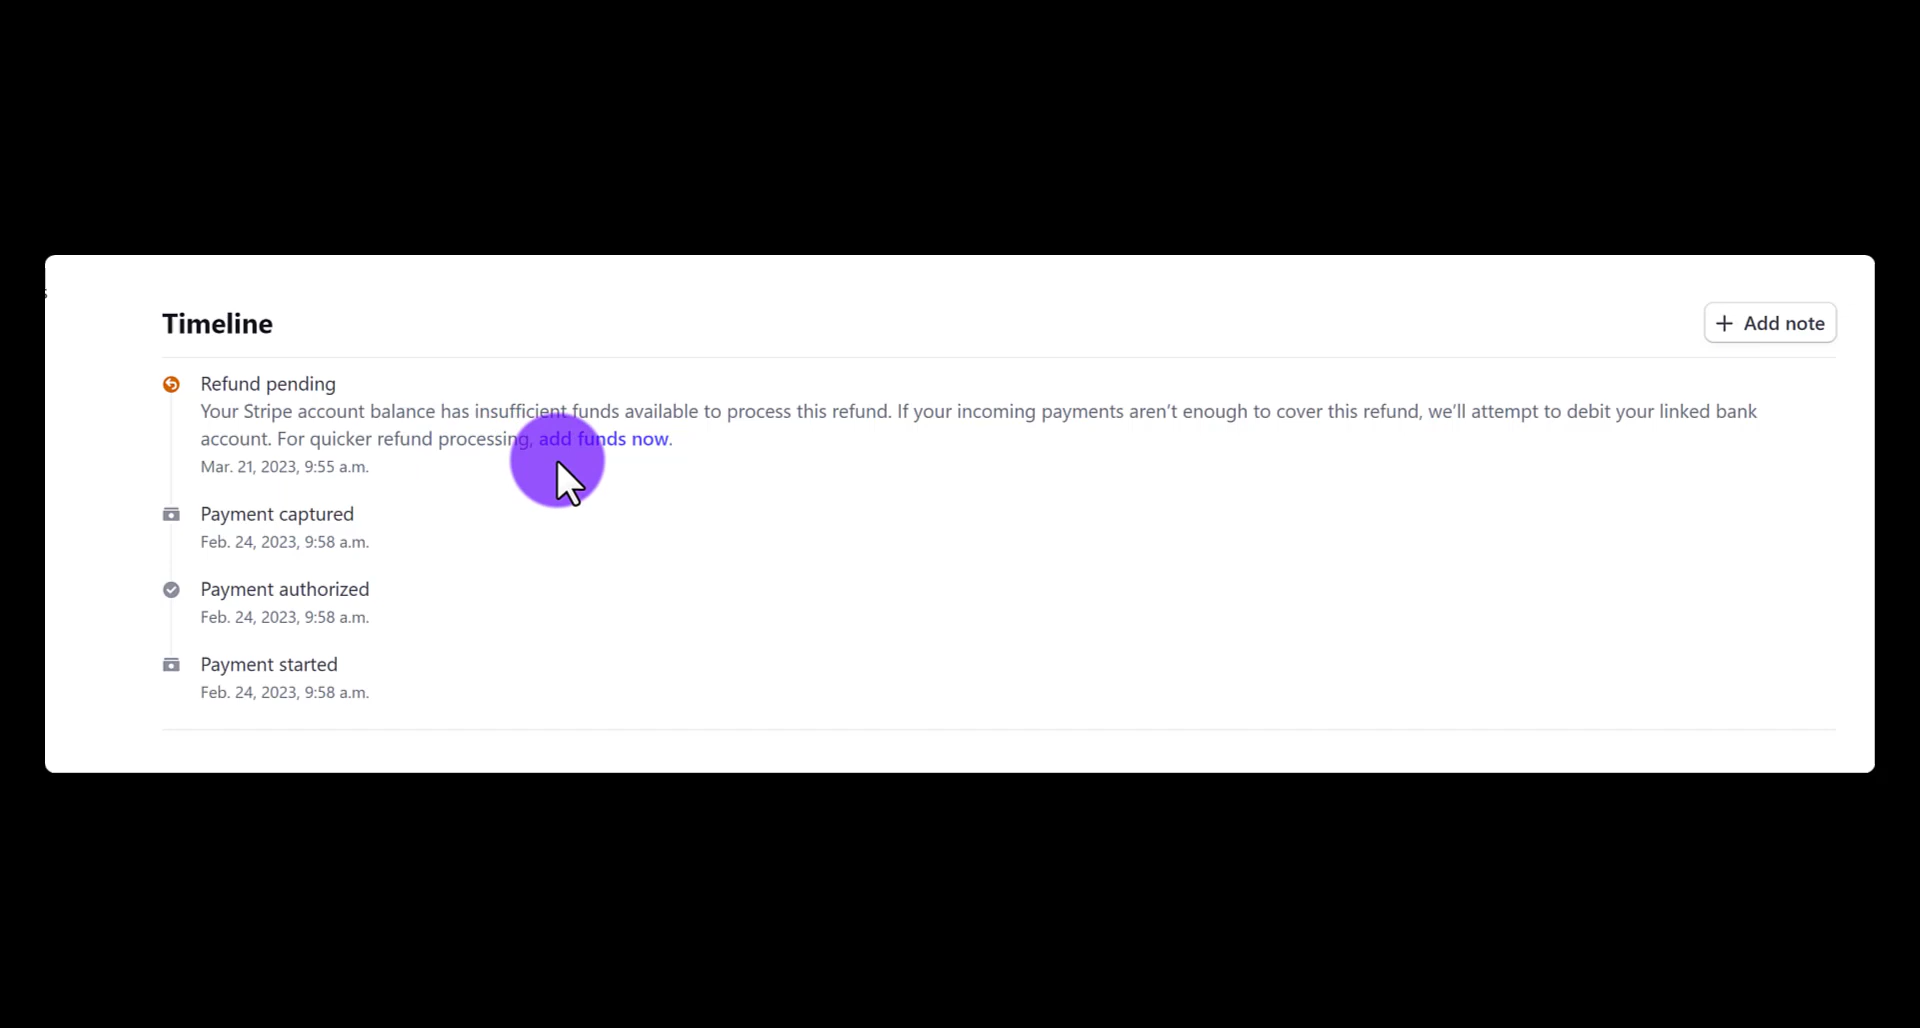 Timeline
+ Add note
Refund pending
Your Stripe account balance has insufficient funds available to process this refund. If your incoming payments aren’t enough to cover this refund, we’ll attempt to debit your linked bank
account. For quicker refund processing, add funds now.
Mar. 21, 2023, 9:55 a.m.
Payment captured
Feb. 24, 2023, 9:58 a.m.
Payment authorized
Feb. 24, 2023, 9:58 a.m.
Payment started
Feb. 24, 2023, 9:58 a.m.